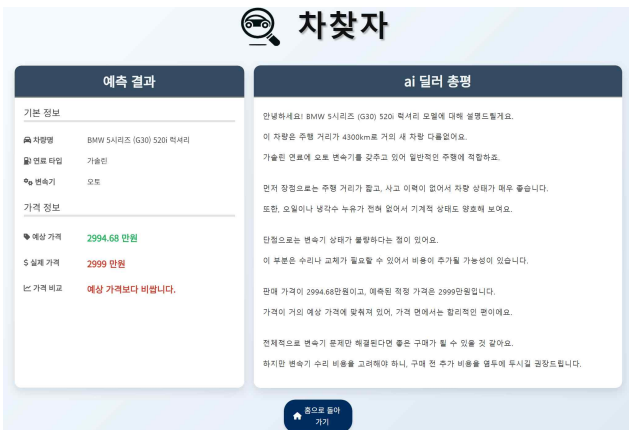 차찾자
예측 결과
기본 정보
차량명 BMW 5시리즈 (G30) 520i 럭셔리
연료 타입 가솔린
변속기 오토
가격 정보
예상 가격 2994.68 만원
$ 실제 가격 2999 만원
가격 비교 예상 가격보다 비쌉니다.
ai 딜러 총평
안녕하세요! BMW 5시리즈 (G30) 520i 럭셔리 모델에 대해 설명드릴게요.
이 차량은 주행 거리가 4300km로 거의 새 차랑 다름없어요.
가솔린 연료에 오토 변속기를 갖추고 있어 일반적인 주행에 적합하죠.
먼저 장점으로는 주행 거리가 짧고, 사고 이력이 없어서 차량 상태가 매우 좋습니다.
또한, 오일이나 냉각수 누유가 전혀 없어서 기계적 상태도 양호해 보여요.
단점으로는 변속기 상태가 불량하다는 점이 있어요.
이 부분은 수리나 교체가 필요할 수 있어서 비용이 추가될 가능성이 있습니다.
판매 가격이 2994.68만원이고, 예측된 적정 가격은 2999만원입니다.
가격이 거의 예상 가격에 맞춰져 있어, 가격 면에서는 합리적인 편이에요.
전체적으로 변속기 문제만 해결된다면 좋은 구매가 될 수 있을 것 같아요.
하지만 변속기 수리 비용을 고려해야 하니, 구매 전 추가 비용을 염두에 두시길 권장드립니다.
홈으로 돌아
가기